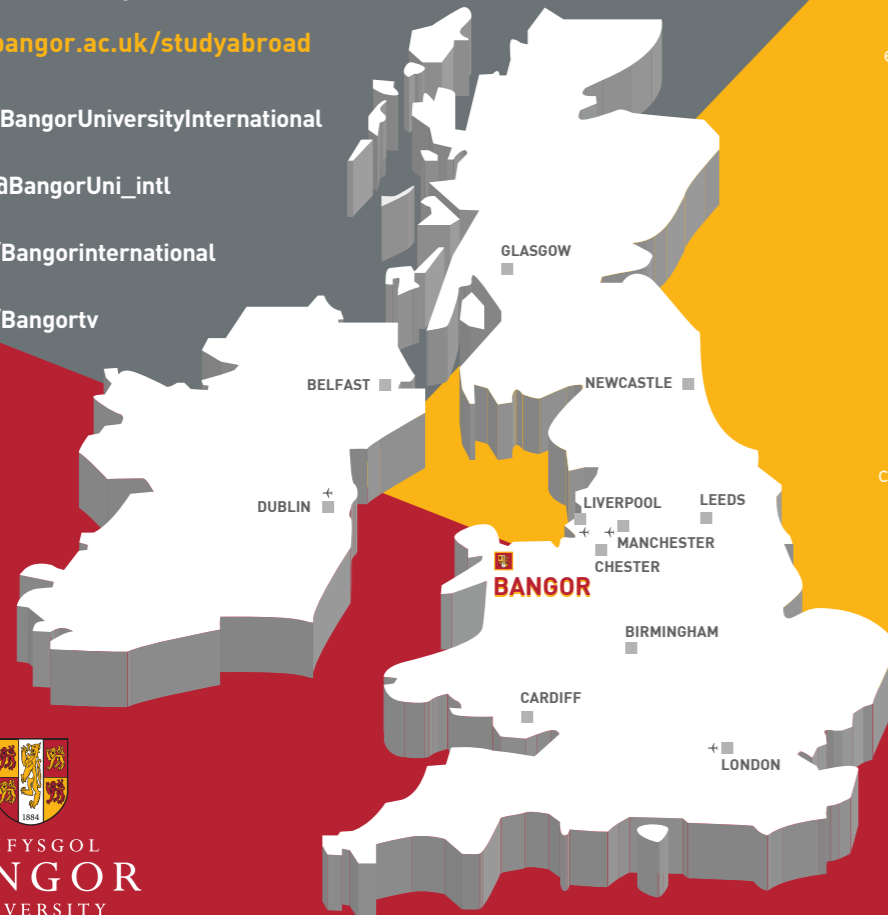 bangor.ac.uk/studyabroad
BangorUniversityInternational
@BangorUni_intl
/Bangorinternational
/Bangortv
GLASGOW
BELFAST
NEWCASTLE
DUBLIN
LIVERPOOL
LEEDS
MANCHESTER
CHESTER
BANGOR
BIRMINGHAM
CARDIFF
LONDON
1884
FYSGOL
NGOR
VERSITY